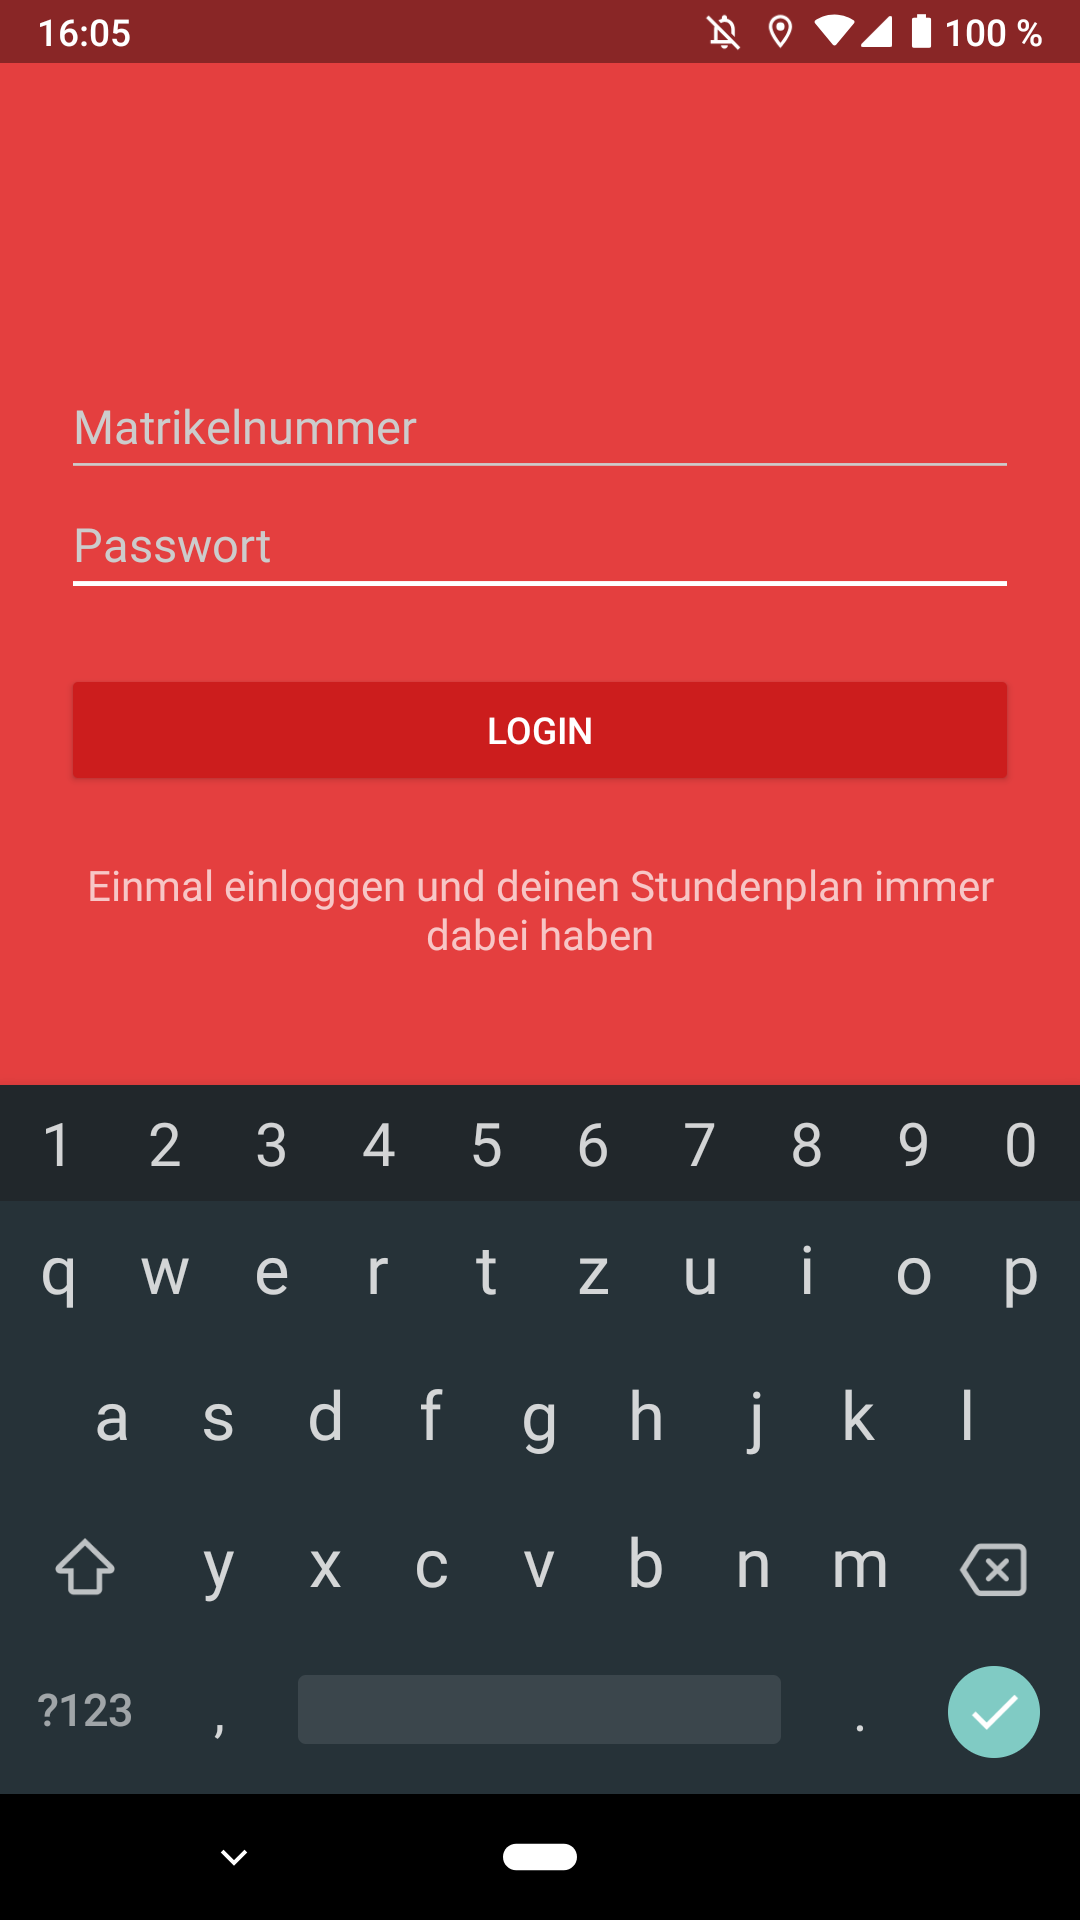 16:05 100 %
Matrikelnummer
Passwort
LOGIN
Einmal einloggen und deinen Stundenplan immer
dabei haben
1 2 3 4 5 6 7 8 9 0
q w e r t z u i o p
a s d f g h j k l
y x c v b n m
?123 , .